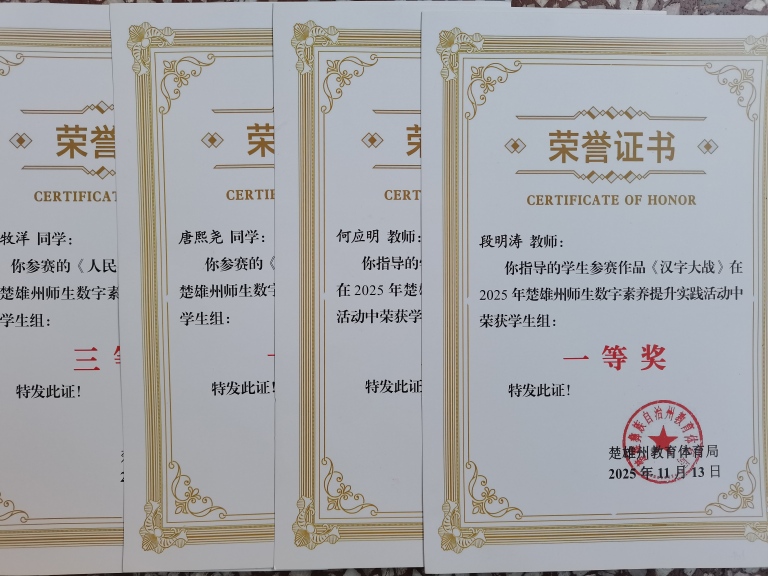 荣誉
CERTIFICAT
牧洋 同学：
你参赛的《人民
楚雄州师生数字素
学生组：
三等
特发此证！
荣
CERTI
唐熙尧 同学：
你参赛的《
楚雄州师生数字
学生组：
特发此证！
CERT
何应明 教师：
你指导的
在 2025 年楚
活动中荣获学
特发此证
荣誉证书
CERTIFICATE OF HONOR
段明涛 教师：
你指导的学生参赛作品《汉字大战》在
2025 年楚雄州师生数字素养提升实践活动中
荣获学生组：
一等奖
特发此证！
楚雄州教育体育局
2025 年 11 月 13 日